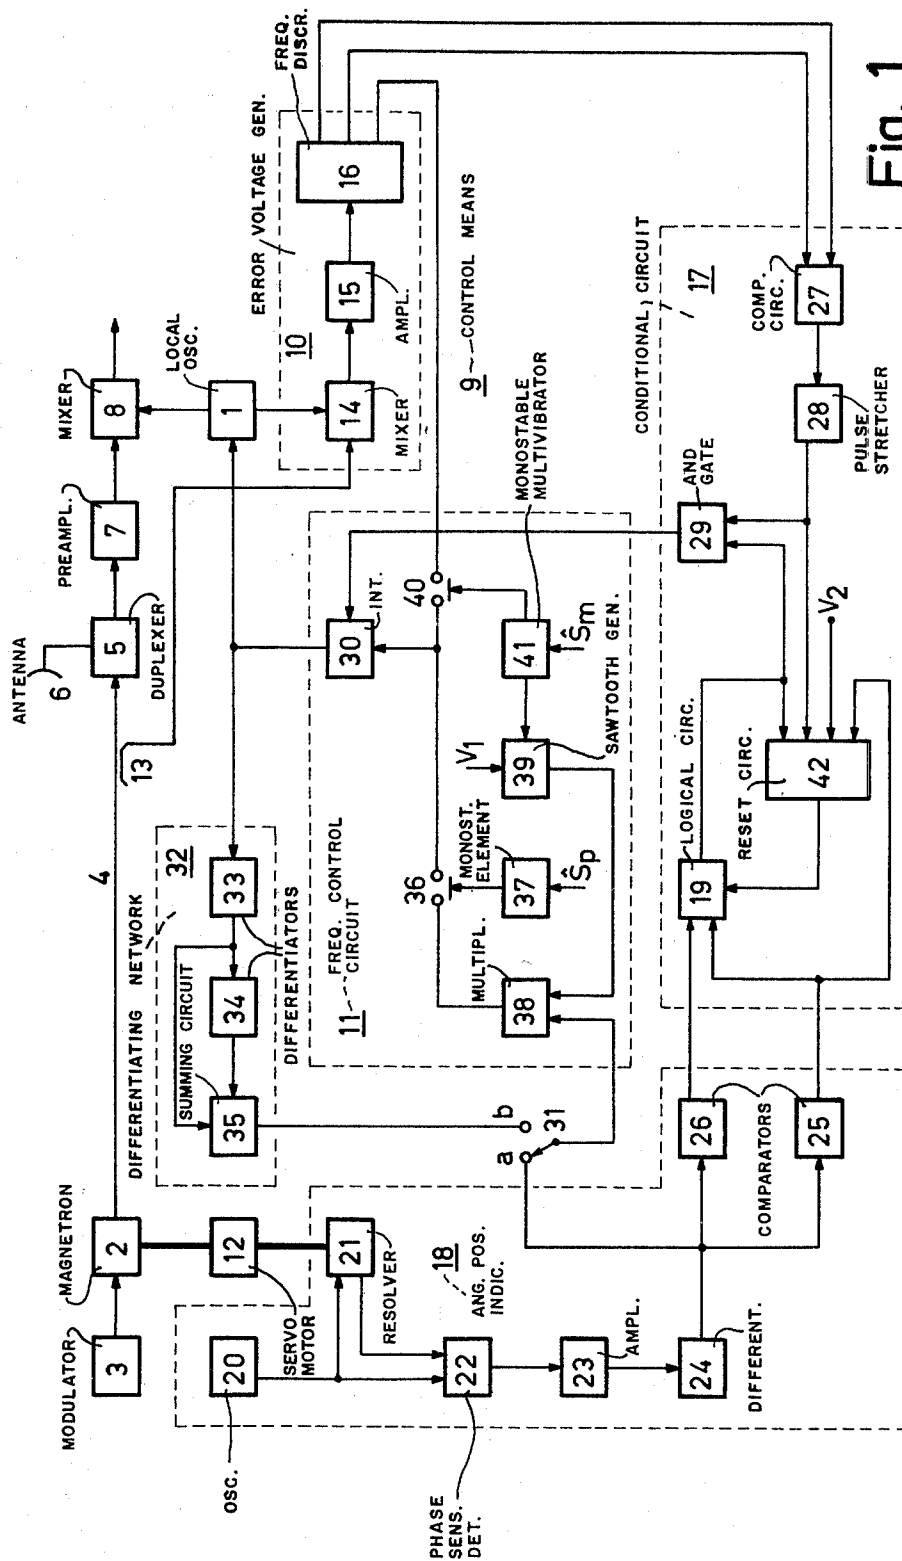 ANTENNA
6
MODULATOR
3
MAGNETRON
2
4
13
5
DUPLEXER
PREAMPL.
7
MIXER
8
OSC.
20
SERVO
MOTOR
12
DIFFERENTIATING NETWORK
SUMMING CIRCUIT
35
34
33
32
DIFFERENTIATORS
LOCAL
OSC.
1
ERROR VOLTAGE GEN.
10
FREQ.
DISCR.
14
MIXER
15
AMPL.
16
21
RESOLVER
11
FREQ. CONTROL
CIRCUIT
30
INT.
9
CONTROL MEANS
PHASE
SENS.
DET.
22
18
ANG. POS.
INDIC.
a
b
31
36
40
MULTIPL.
38
MONOST.
ELEMENT
37
Ŝp
V1
39
SAWTOOTH GEN.
41
Ŝm
MONOSTABLE
MULTIVIBRATOR
23
AMPL.
24
DIFFERENT.
26
COMPARATORS
25
CONDITIONAL CIRCUIT
17
AND
GATE
29
19
LOGICAL CIRC.
RESET CIRC.
42
V2
28
PULSE
STRETCHER
COMP.
CIRC.
27
Fig. 1